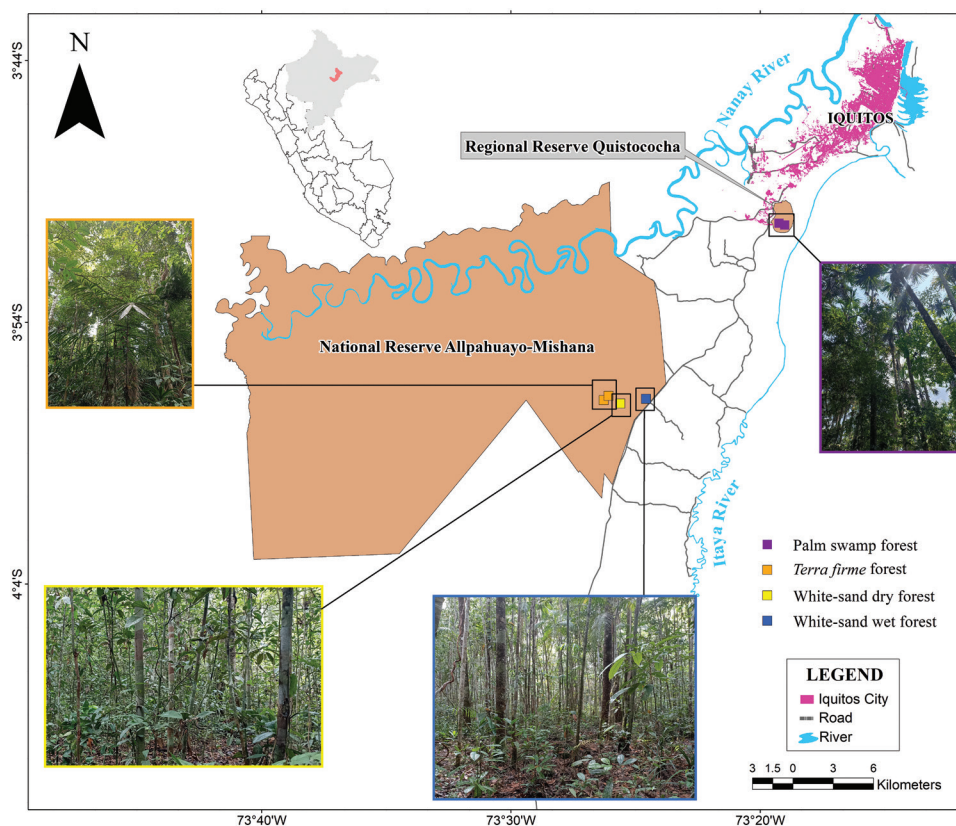 N
3°44'S
3°54'S
4°4'S
Nanay River
IQUITOS
Regional Reserve Quistococha
National Reserve Allpahuayo-Mishana
Itaya River
Palm swamp forest
Terra firme forest
White-sand dry forest
White-sand wet forest
LEGEND
Iquitos City
Road
River
3 1.5 0 3 6
Kilometers
73°40'W
73°30'W
73°20'W